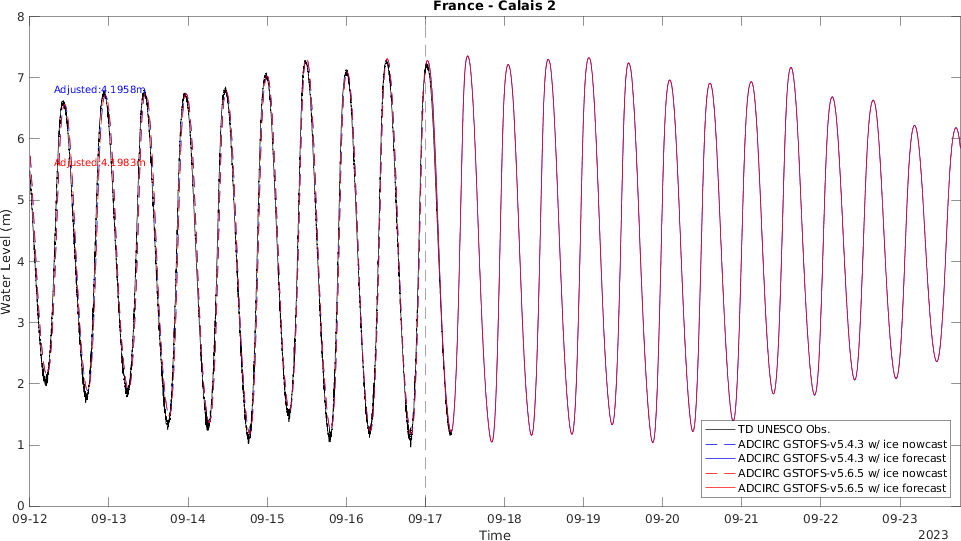 France - Calais 2
8
7
6
5
4
3
2
1
0
Water Level (m)
Adjusted:4.1958m
Adjusted:4.1983m
TD UNESCO Obs.
ADCIRC GSTOFS-v5.4.3 w/ ice nowcast
ADCIRC GSTOFS-v5.4.3 w/ ice forecast
ADCIRC GSTOFS-v5.6.5 w/ ice nowcast
ADCIRC GSTOFS-v5.6.5 w/ ice forecast
09-12 09-13 09-14 09-15 09-16 09-17 09-18 09-19 09-20 09-21 09-22 09-23
Time
2023